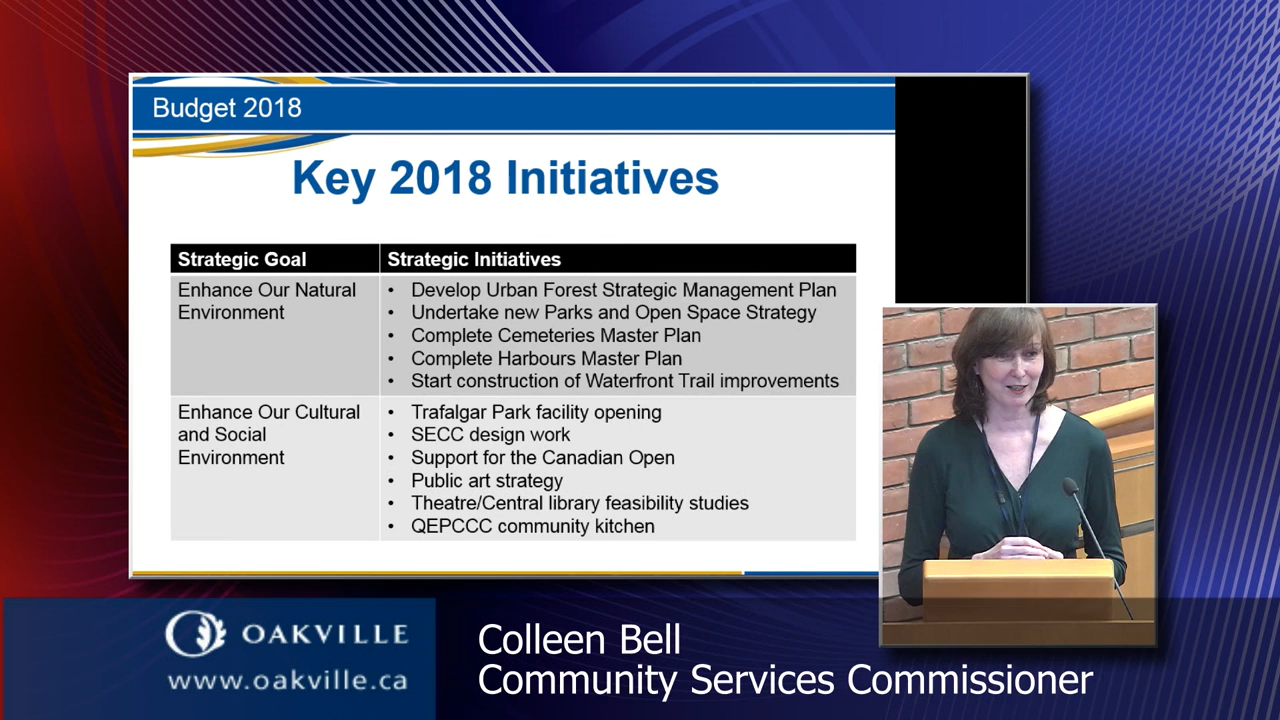 Budget 2018
Key 2018 Initiatives
Strategic Goal
Strategic Initiatives
Enhance Our Natural
Environment
• Develop Urban Forest Strategic Management Plan
• Undertake new Parks and Open Space Strategy
• Complete Cemeteries Master Plan
• Complete Harbours Master Plan
• Start construction of Waterfront Trail improvements
Enhance Our Cultural
and Social
Environment
• Trafalgar Park facility opening
• SECC design work
• Support for the Canadian Open
• Public art strategy
• Theatre/Central library feasibility studies
• QEPCCC community kitchen
OAKVILLE
www.oakville.ca
Colleen Bell
Community Services Commissioner